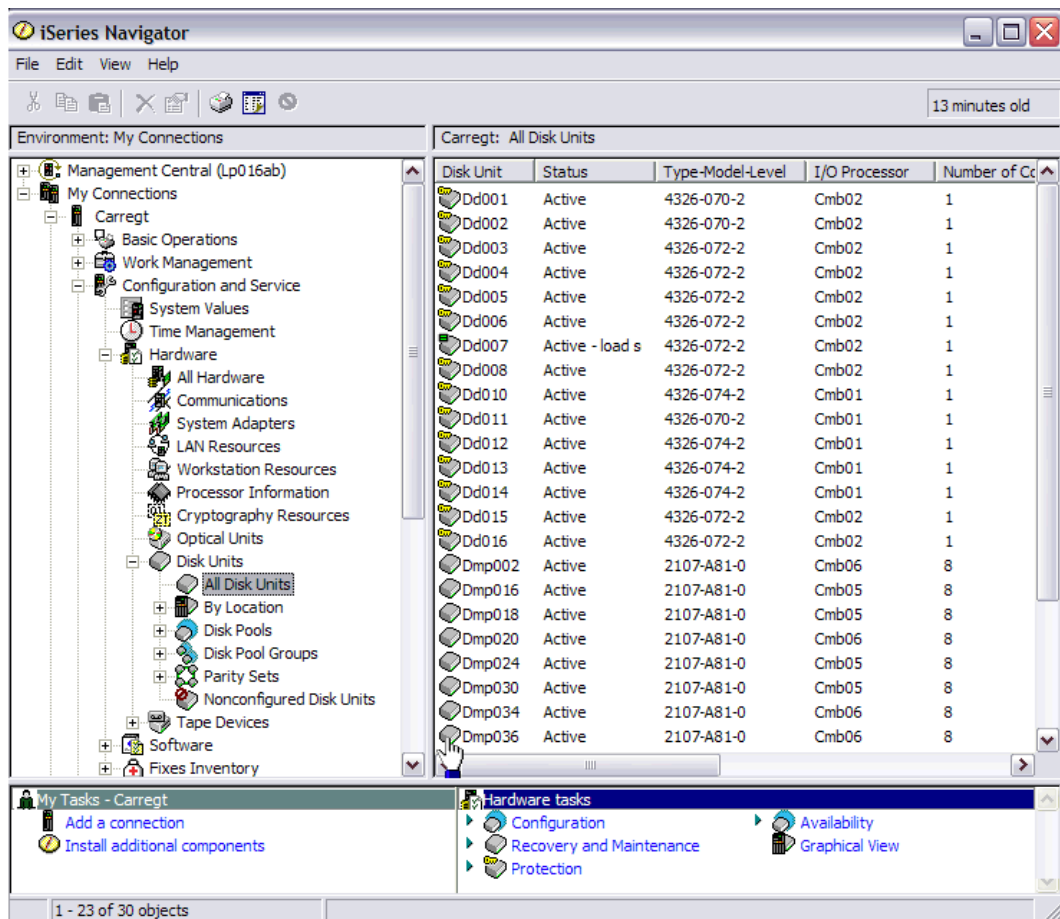 iSeries Navigator
File Edit View Help
13 minutes old
Environment: My Connections
Carregt: All Disk Units
Management Central (Lp016ab)
My Connections
Carregt
Basic Operations
Work Management
Configuration and Service
System Values
Time Management
Hardware
All Hardware
Communications
System Adapters
LAN Resources
Workstation Resources
Processor Information
Cryptography Resources
Optical Units
Disk Units
All Disk Units
By Location
Disk Pools
Disk Pool Groups
Parity Sets
Nonconfigured Disk Units
Tape Devices
Software
Fixes Inventory
Disk Unit Status Type-Model-Level I/O Processor Number of Cc
Dd001 Active 4326-070-2 Cmb02 1
Dd002 Active 4326-070-2 Cmb02 1
Dd003 Active 4326-072-2 Cmb02 1
Dd004 Active 4326-072-2 Cmb02 1
Dd005 Active 4326-072-2 Cmb02 1
Dd006 Active 4326-072-2 Cmb02 1
Dd007 Active - load s 4326-072-2 Cmb02 1
Dd008 Active 4326-072-2 Cmb02 1
Dd010 Active 4326-074-2 Cmb01 1
Dd011 Active 4326-070-2 Cmb01 1
Dd012 Active 4326-074-2 Cmb01 1
Dd013 Active 4326-074-2 Cmb01 1
Dd014 Active 4326-074-2 Cmb01 1
Dd015 Active 4326-072-2 Cmb02 1
Dd016 Active 4326-072-2 Cmb02 1
Dmp002 Active 2107-A81-0 Cmb06 8
Dmp016 Active 2107-A81-0 Cmb05 8
Dmp018 Active 2107-A81-0 Cmb05 8
Dmp020 Active 2107-A81-0 Cmb06 8
Dmp024 Active 2107-A81-0 Cmb05 8
Dmp030 Active 2107-A81-0 Cmb05 8
Dmp034 Active 2107-A81-0 Cmb06 8
Dmp036 Active 2107-A81-0 Cmb06 8
My Tasks - Carregt
Add a connection
Install additional components
Hardware tasks
Configuration
Recovery and Maintenance
Protection
Availability
Graphical View
1 - 23 of 30 objects